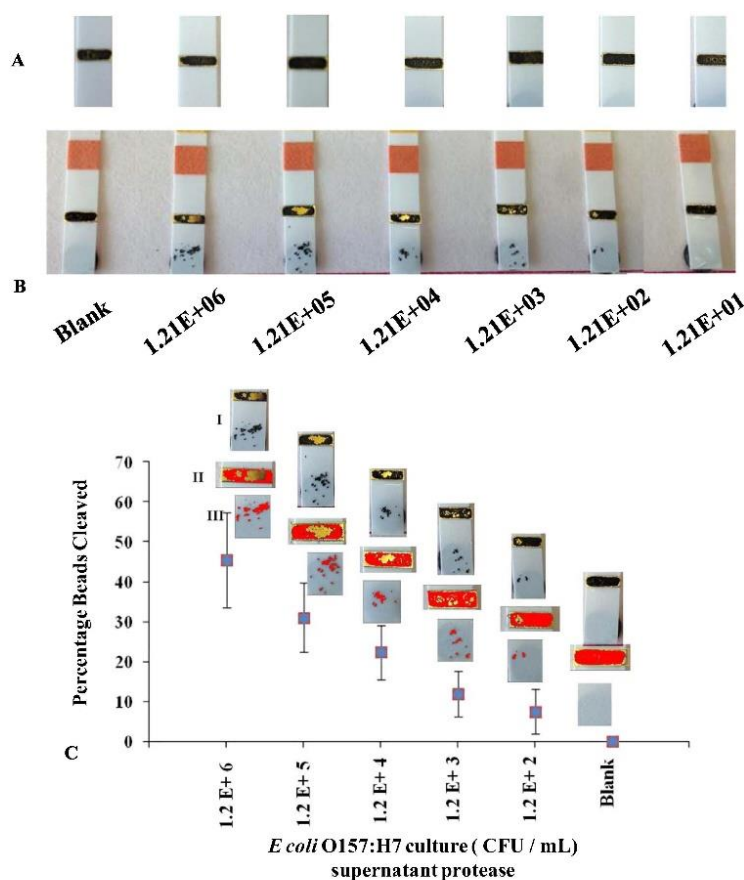 A
B
Blank 1.21E+06 1.21E+05 1.21E+04 1.21E+03 1.21E+02 1.21E+01
I
II
III
Percentage Beads Cleaved
70
60
50
40
30
20
10
0
C
1.2 E+ 6
1.2 E+ 5
1.2 E+ 4
1.2 E+ 3
1.2 E+ 2
Blank
E coli O157:H7 culture ( CFU / mL)
supernatant protease